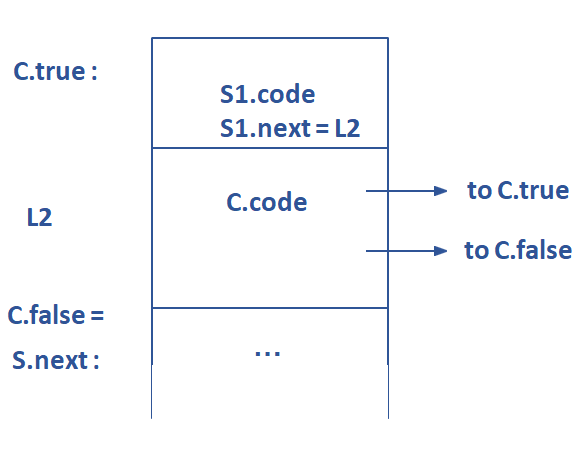 C.true :
S1.code
S1.next = L2
C.code
to C.true
L2
to C.false
C.false =
S.next :
...